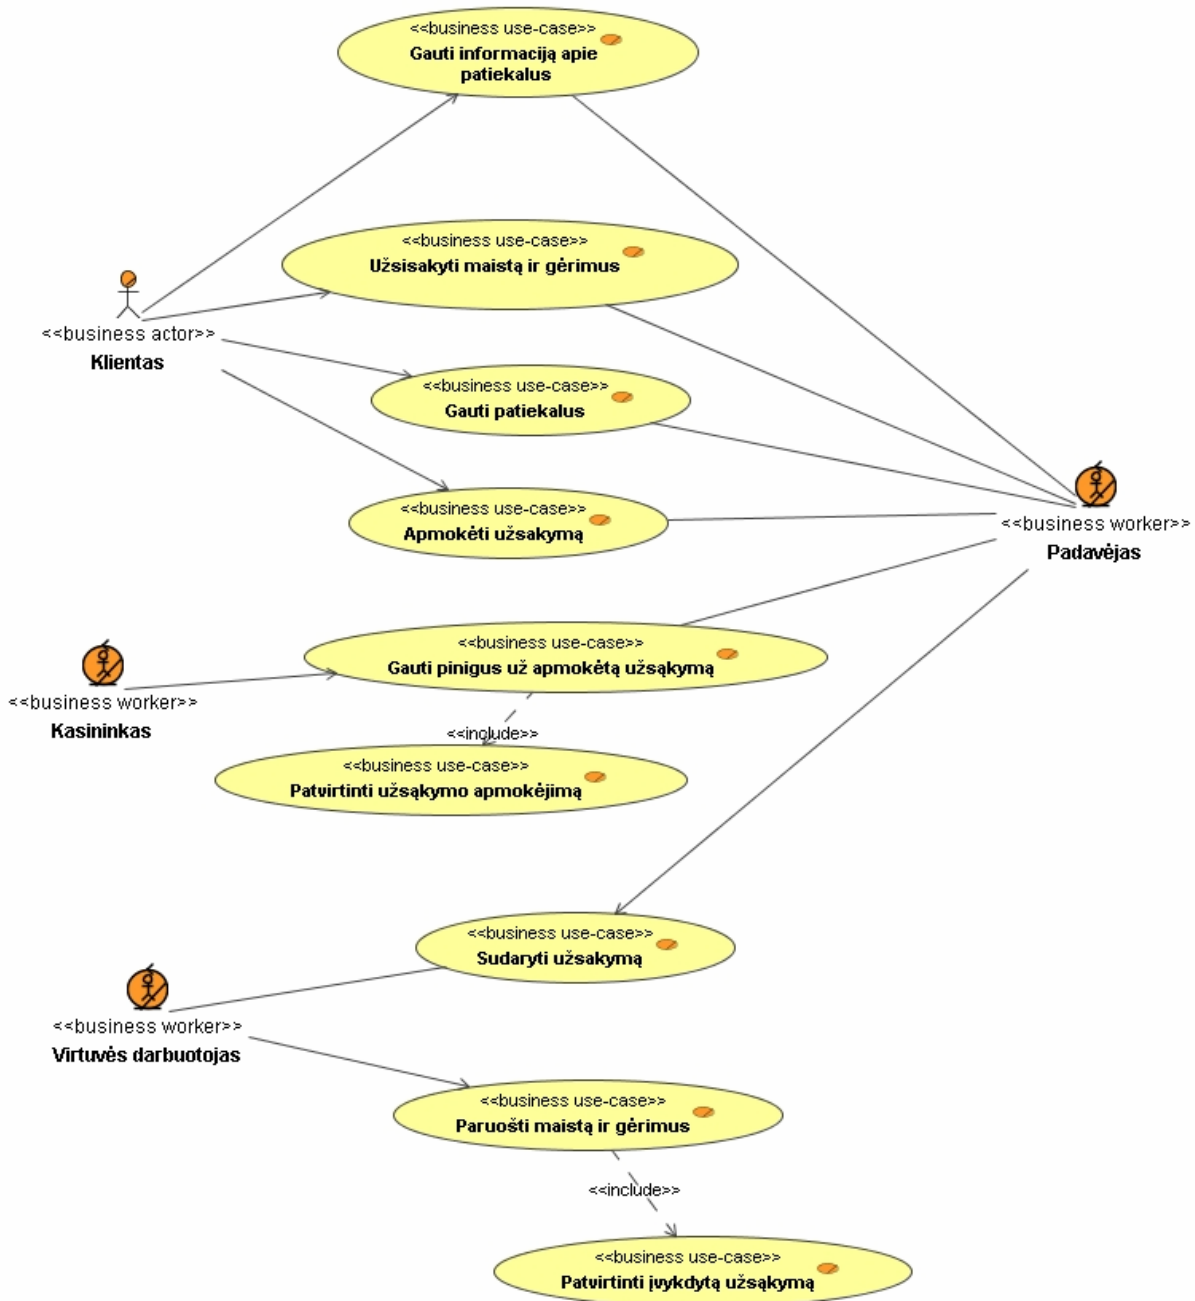 <<business use-case>>
Gauti informaciją apie
patiekalus
<<business use-case>>
Užsisakyti maistą ir gėrimus
<<business actor>>
Klientas
<<business use-case>>
Gauti patiekalus
<<business use-case>>
Apmokėti užsakymą
<<business worker>>
Padavėjas
<<business use-case>>
Gauti pinigus už apmokėtą užsąkymą
<<business worker>>
Kasininkas
<<include>>
<<business use-case>>
Patvirtinti užsąkymo apmokėjimą
<<business use-case>>
Sudaryti užsakymą
<<business worker>>
Virtuvės darbuotojas
<<business use-case>>
Paruošti maistą ir gėrimus
<<include>>
<<business use-case>>
Patvirtinti įvykdytą užsąkymą